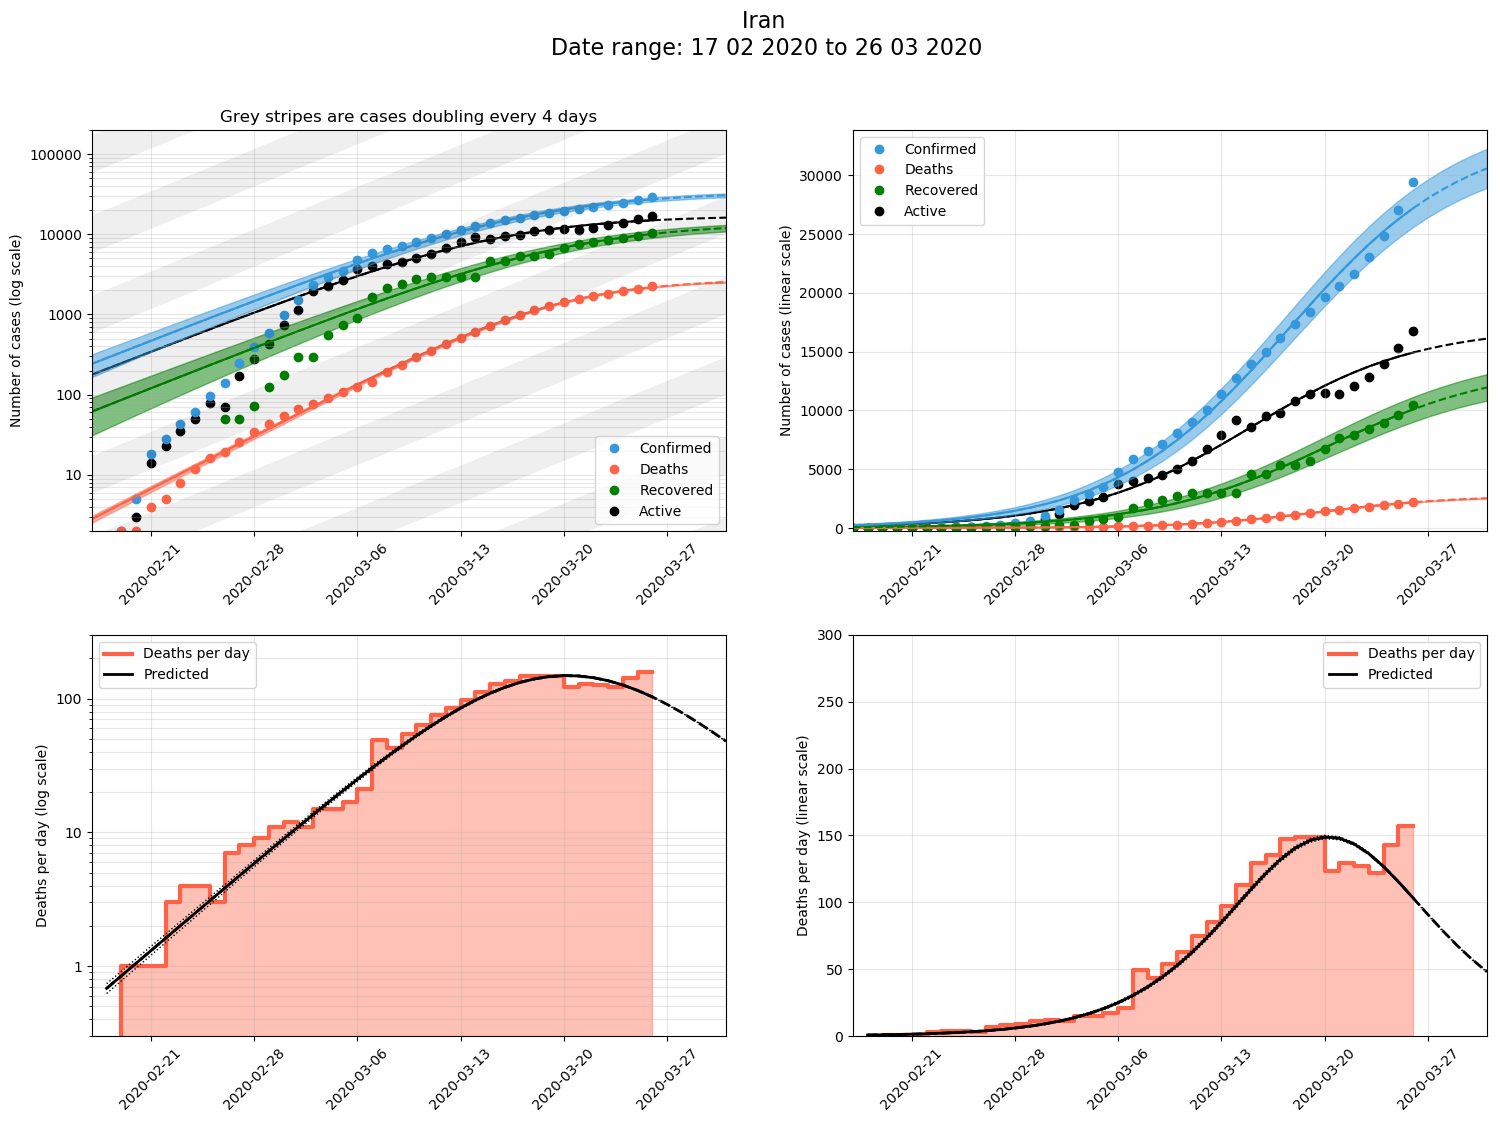 Iran
Date range: 17 02 2020 to 26 03 2020
Grey stripes are cases doubling every 4 days
Number of cases (log scale)
100000
10000
1000
100
10
Confirmed
Deaths
Recovered
Active
2020-02-21
2020-02-28
2020-03-06
2020-03-13
2020-03-20
2020-03-27
Number of cases (linear scale)
30000
25000
20000
15000
10000
5000
0
Confirmed
Deaths
Recovered
Active
2020-02-21
2020-02-28
2020-03-06
2020-03-13
2020-03-20
2020-03-27
Deaths per day (log scale)
100
10
1
Deaths per day
Predicted
2020-02-21
2020-02-28
2020-03-06
2020-03-13
2020-03-20
2020-03-27
Deaths per day (linear scale)
300
250
200
150
100
50
0
Deaths per day
Predicted
2020-02-21
2020-02-28
2020-03-06
2020-03-13
2020-03-20
2020-03-27